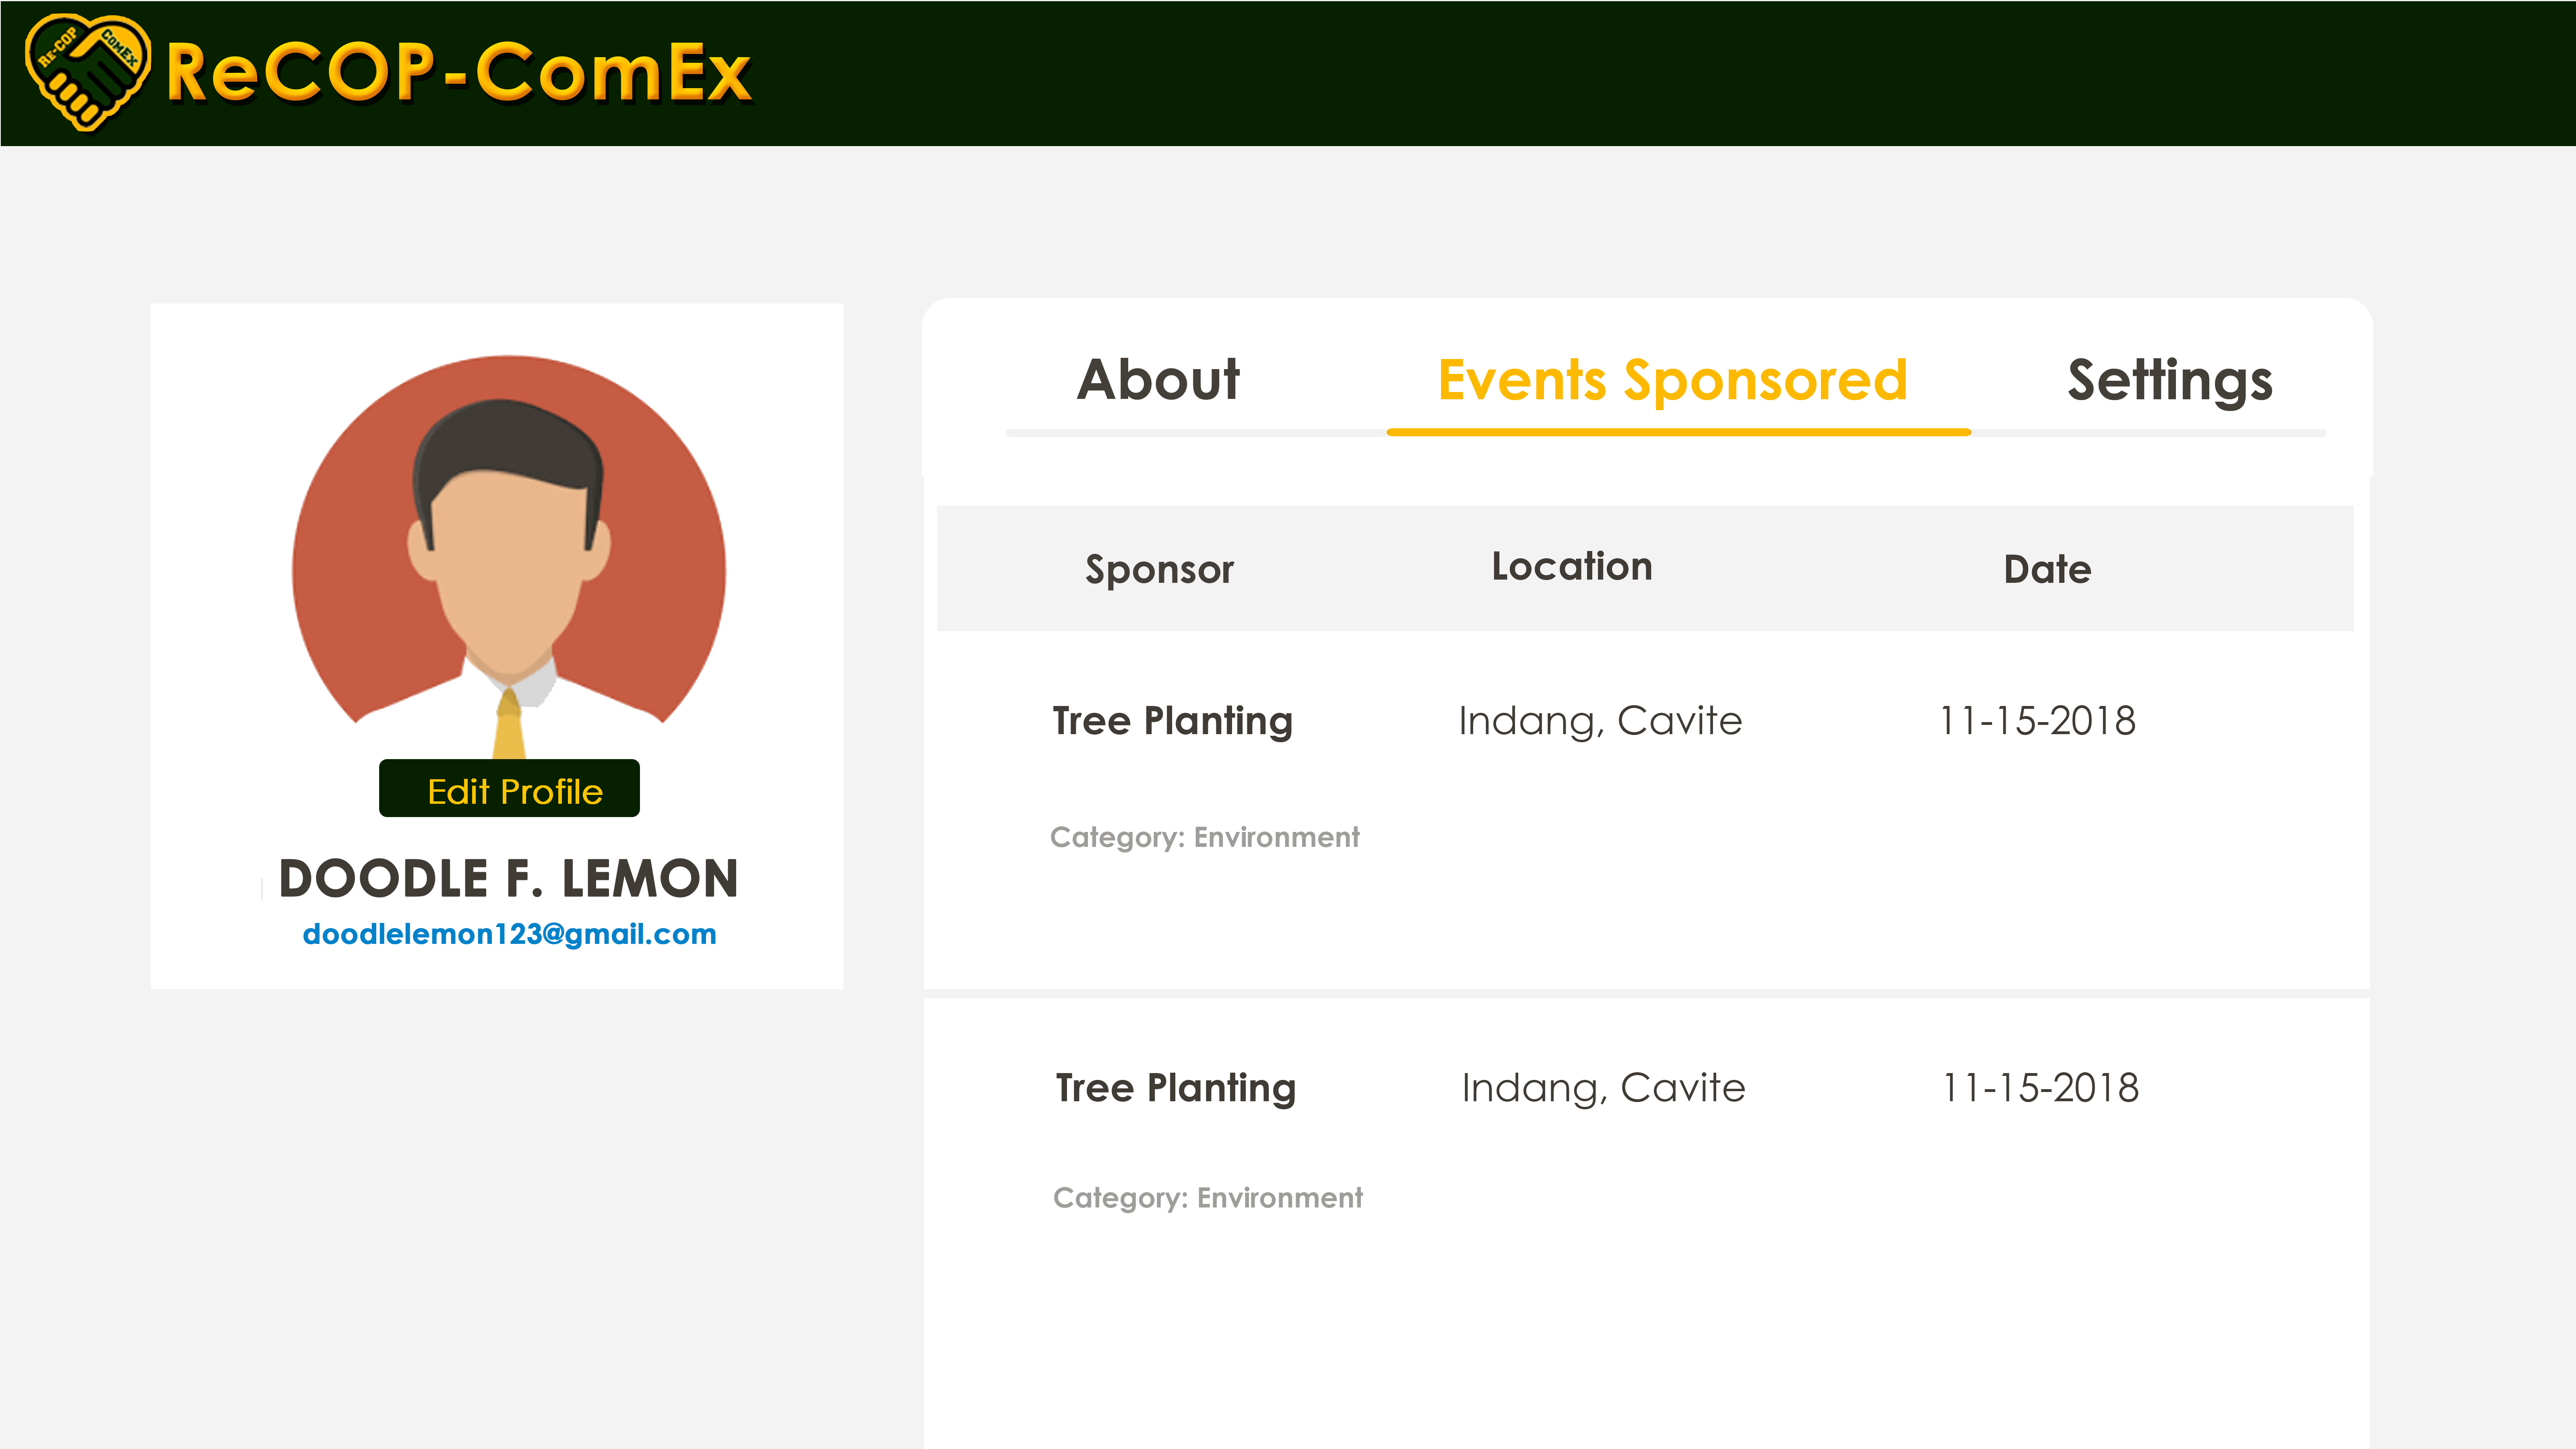 RE-COP COMEX
ReCOP-ComEx
About Events Sponsored Settings
Sponsor Location Date
Tree Planting Indang, Cavite 11-15-2018
Category: Environment
Edit Profile
DOODLE F. LEMON
doodlelemon123@gmail.com
Tree Planting Indang, Cavite 11-15-2018
Category: Environment